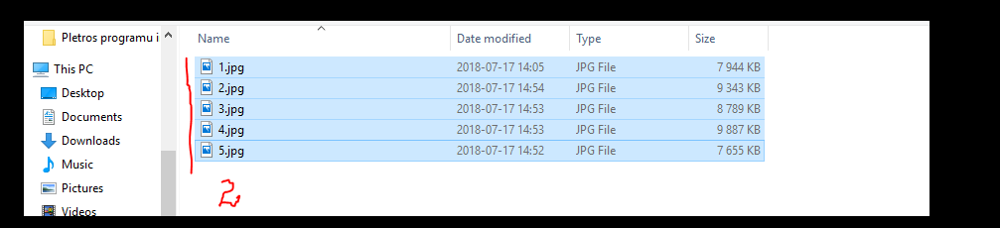 Pletros programu i
Name Date modified Type Size
This PC
1.jpg 2018-07-17 14:05 JPG File 7 944 KB
Desktop
2.jpg 2018-07-17 14:54 JPG File 9 343 KB
Documents
3.jpg 2018-07-17 14:53 JPG File 8 789 KB
Downloads
4.jpg 2018-07-17 14:53 JPG File 9 887 KB
Music
5.jpg 2018-07-17 14:52 JPG File 7 655 KB
Pictures
2.
Videos